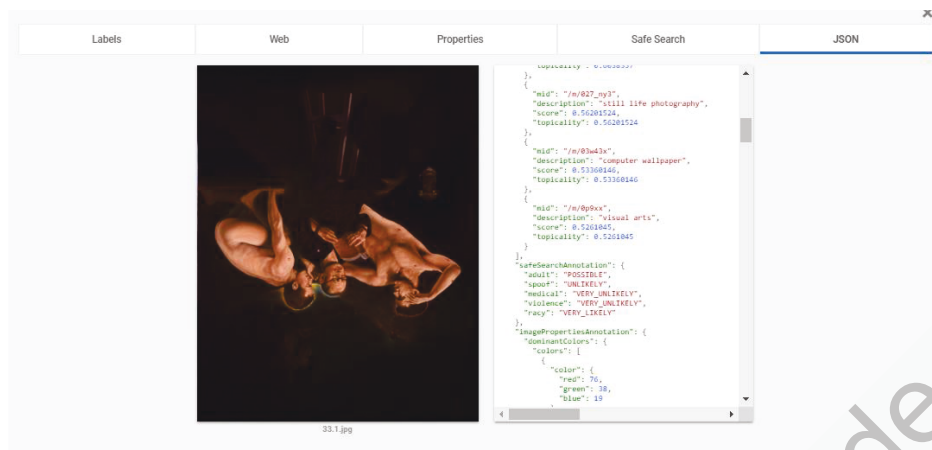 Labels
Web
Properties
Safe Search
JSON
},
{
"mid": "/m/027_ny3",
"description": "still life photography",
"score": 0.56201524,
"topicality": 0.56201524
},
{
"mid": "/m/03w43x",
"description": "computer wallpaper",
"score": 0.53360146,
"topicality": 0.53360146
},
{
"mid": "/m/0p9xx",
"description": "visual arts",
"score": 0.5261045,
"topicality": 0.5261045
}
],
"safeSearchAnnotation": {
"adult": "POSSIBLE",
"spoof": "UNLIKELY",
"medical": "VERY_UNLIKELY",
"violence": "VERY_UNLIKELY",
"racy": "VERY_LIKELY"
},
"imagePropertiesAnnotation": {
"dominantColors": {
"colors": [
{
"color": {
"red": 76,
"green": 38,
"blue": 19
33.1.jpg